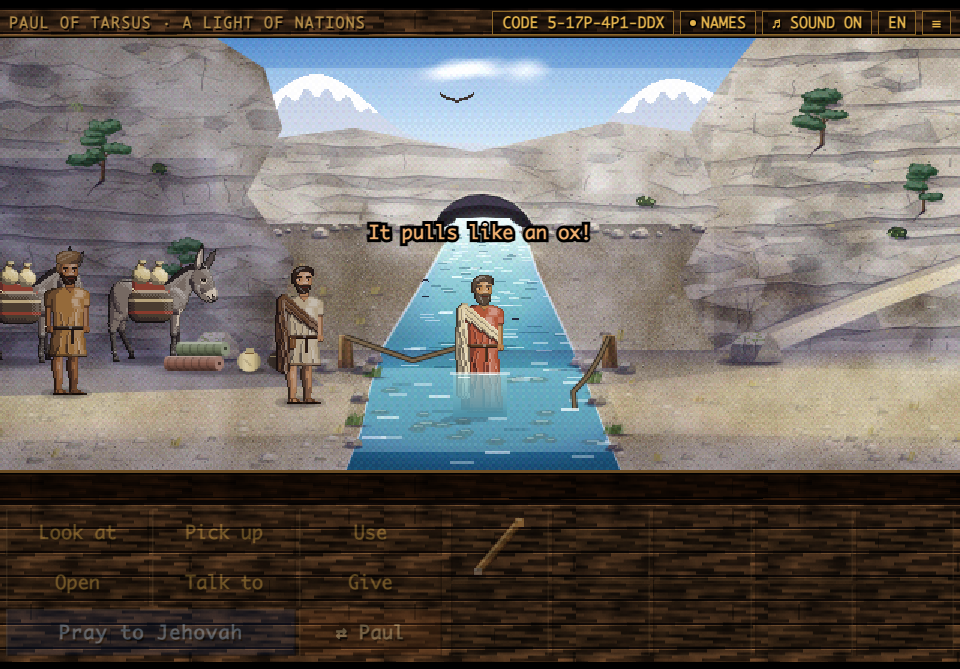 PAUL OF TARSUS · A LIGHT OF NATIONS
CODE 5-17P-4P1-DDX
• NAMES
♬ SOUND ON
EN
≡
It pulls like an ox!
Look at
Pick up
Use
Open
Talk to
Give
Pray to Jehovah
⇄ Paul